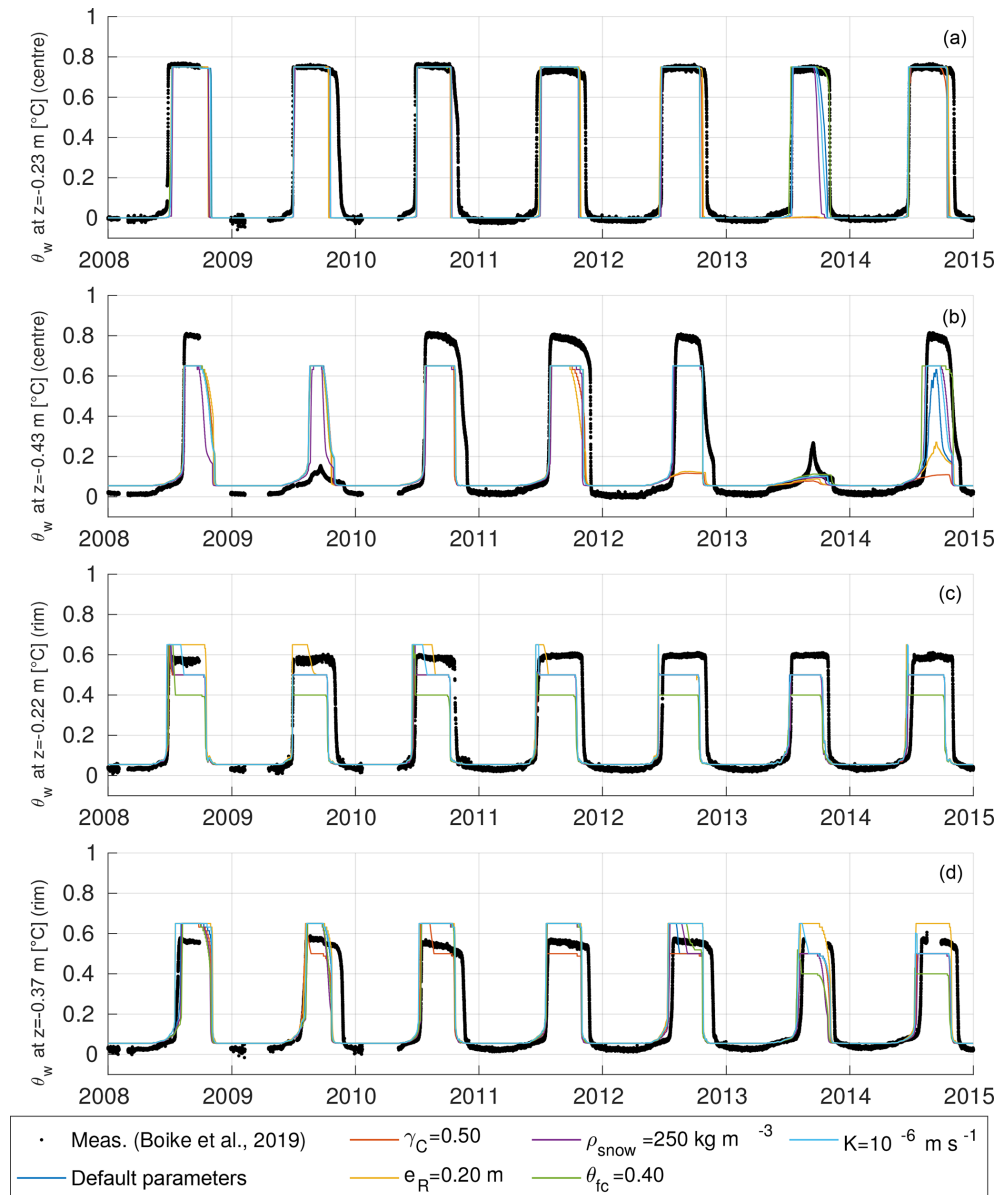 (a)
θw at z=-0.23 m [°C] (centre)
1
0.8
0.6
0.4
0.2
0
2008 2009 2010 2011 2012 2013 2014 2015
(b)
θw at z=-0.43 m [°C] (centre)
1
0.8
0.6
0.4
0.2
0
2008 2009 2010 2011 2012 2013 2014 2015
(c)
θw at z=-0.22 m [°C] (rim)
1
0.8
0.6
0.4
0.2
0
2008 2009 2010 2011 2012 2013 2014 2015
(d)
θw at z=-0.37 m [°C] (rim)
1
0.8
0.6
0.4
0.2
0
2008 2009 2010 2011 2012 2013 2014 2015
Meas. (Boike et al., 2019)
Default parameters
γC=0.50
eR=0.20 m
ρsnow=250 kg m -3
θfc=0.40
K=10 -6 m s -1